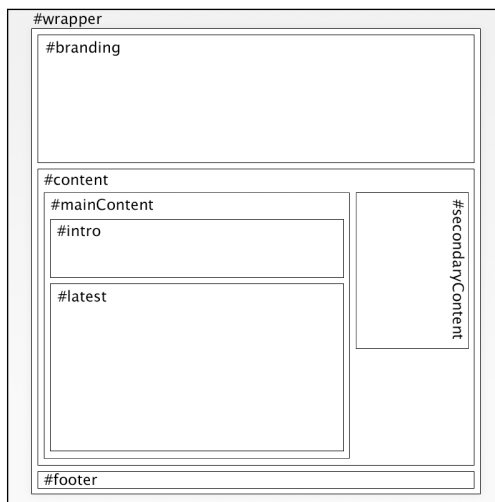 #wrapper
#branding
#content
#mainContent
#intro
#latest
#secondaryContent
#footer